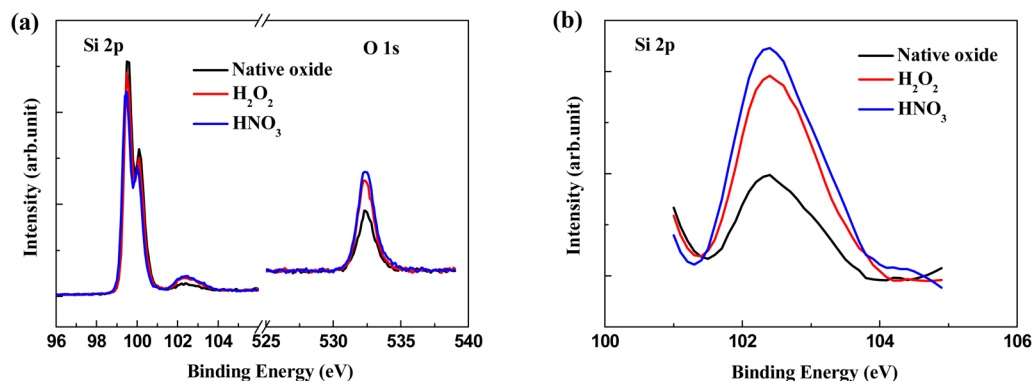 (a)
Si 2p
O 1s
Native oxide
H₂O₂
HNO₃
Intensity (arb.unit)
96 98 100 102 104 525 525 530 535 540
Binding Energy (eV)
(b)
Si 2p
Native oxide
H₂O₂
HNO₃
Intensity (arb.unit)
100 102 104 106
Binding Energy (eV)